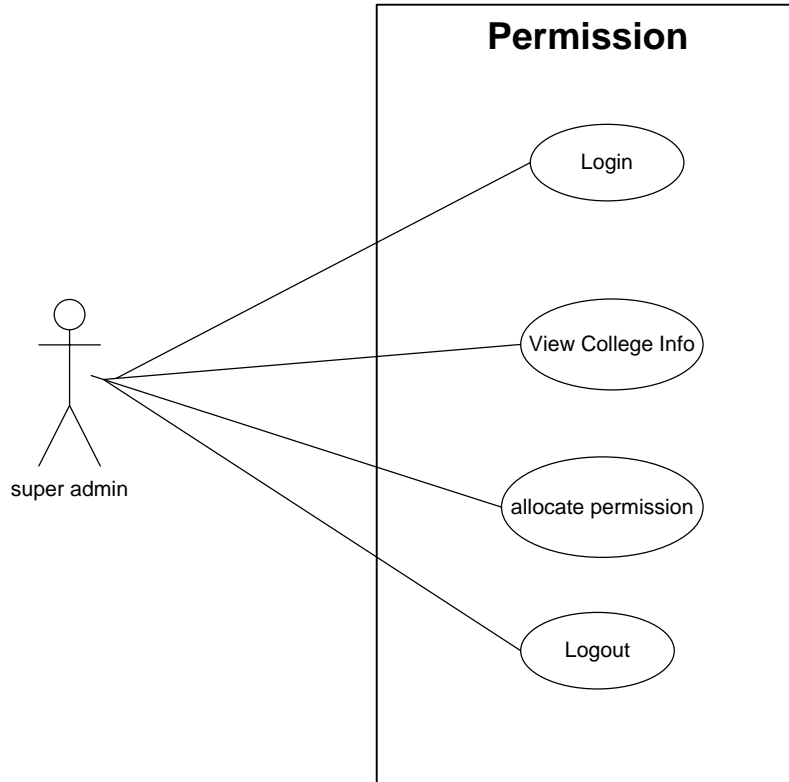 Permission
Login
View College Info
super admin
allocate permission
Logout